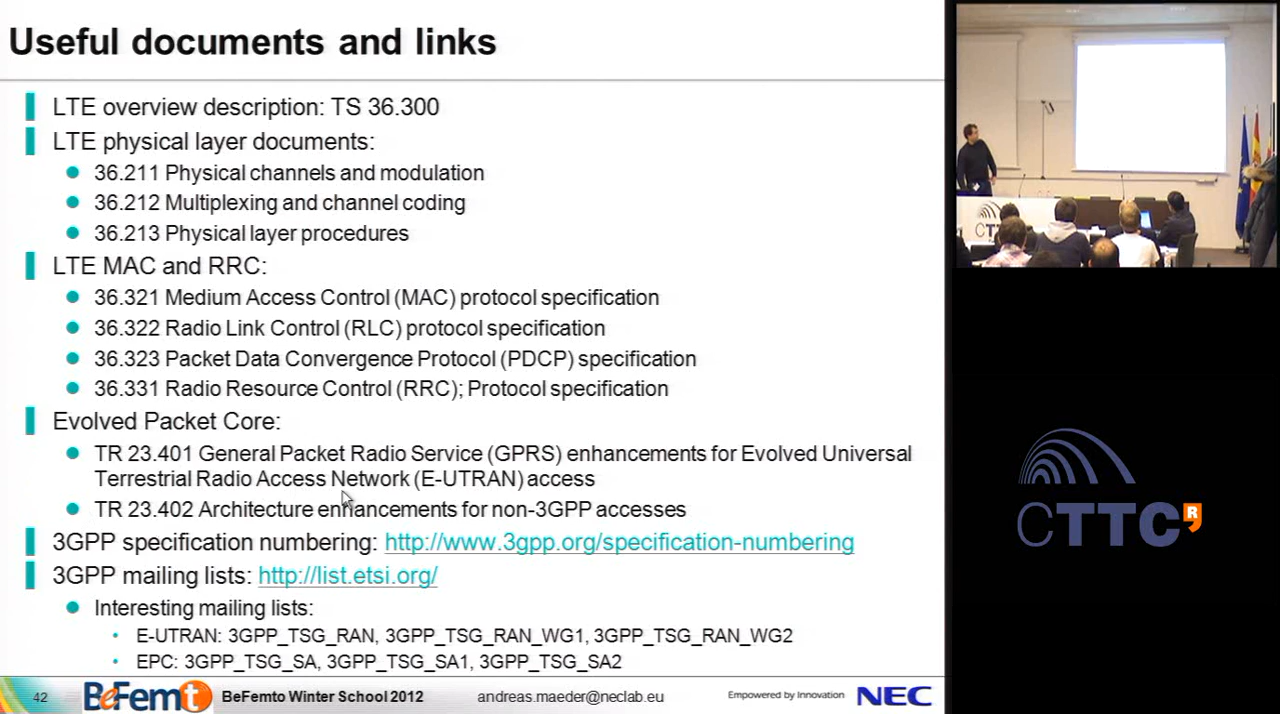 Useful documents and links
LTE overview description: TS 36.300
LTE physical layer documents:
36.211 Physical channels and modulation
36.212 Multiplexing and channel coding
36.213 Physical layer procedures
LTE MAC and RRC:
36.321 Medium Access Control (MAC) protocol specification
36.322 Radio Link Control (RLC) protocol specification
36.323 Packet Data Convergence Protocol (PDCP) specification
36.331 Radio Resource Control (RRC); Protocol specification
Evolved Packet Core:
TR 23.401 General Packet Radio Service (GPRS) enhancements for Evolved Universal
Terrestrial Radio Access Network (E-UTRAN) access
TR 23.402 Architecture enhancements for non-3GPP accesses
3GPP specification numbering: http://www.3gpp.org/specification-numbering
3GPP mailing lists: http://list.etsi.org/
Interesting mailing lists:
E-UTRAN: 3GPP_TSG_RAN, 3GPP_TSG_RAN_WG1, 3GPP_TSG_RAN_WG2
EPC: 3GPP_TSG_SA, 3GPP_TSG_SA1, 3GPP_TSG_SA2
42 BeFemt BeFemto Winter School 2012 andreas.maeder@neclab.eu Empowered by Innovation NEC
CTTC
CTTC R